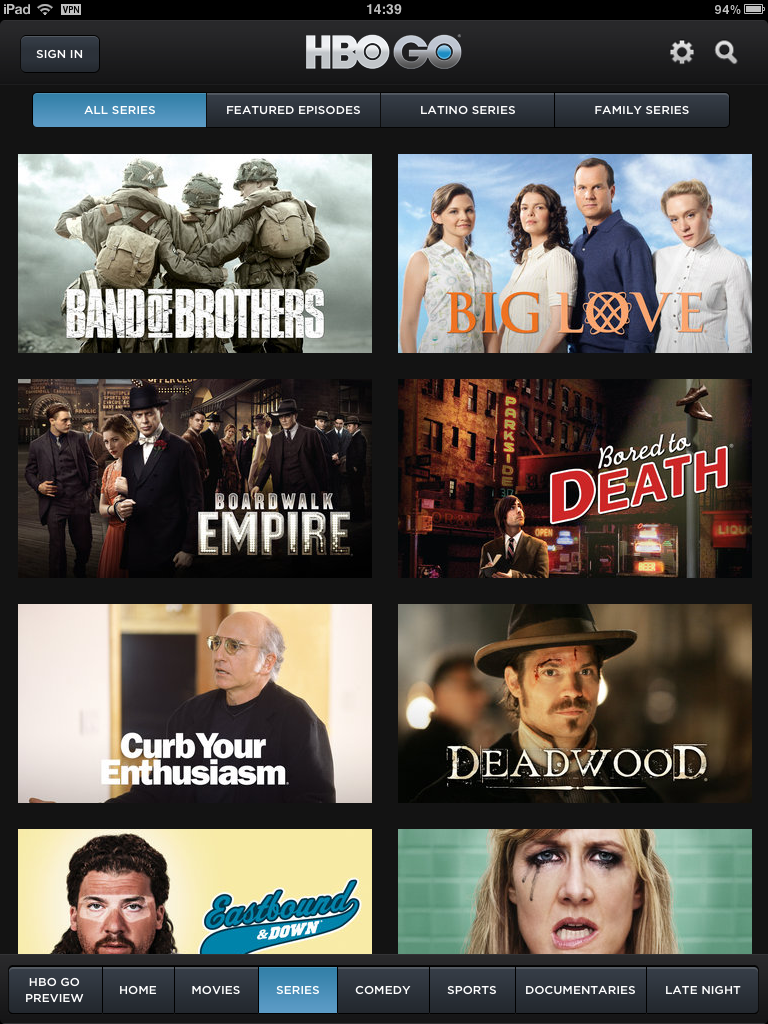 iPad VPN 14:39 94%
SIGN IN
HBO GO
ALL SERIES FEATURED EPISODES LATINO SERIES FAMILY SERIES
BAND OF BROTHERS
BIG LOVE
BOARDWALK
EMPIRE
PARKSIDE
Bored to
DEATH
OPEN
BEER
LIQUO
Curb Your
Enthusiasm
DEADWOOD
Eastbound
& DOWN
HBO GO
PREVIEW
HOME
MOVIES
SERIES
COMEDY
SPORTS
DOCUMENTARIES
LATE NIGHT